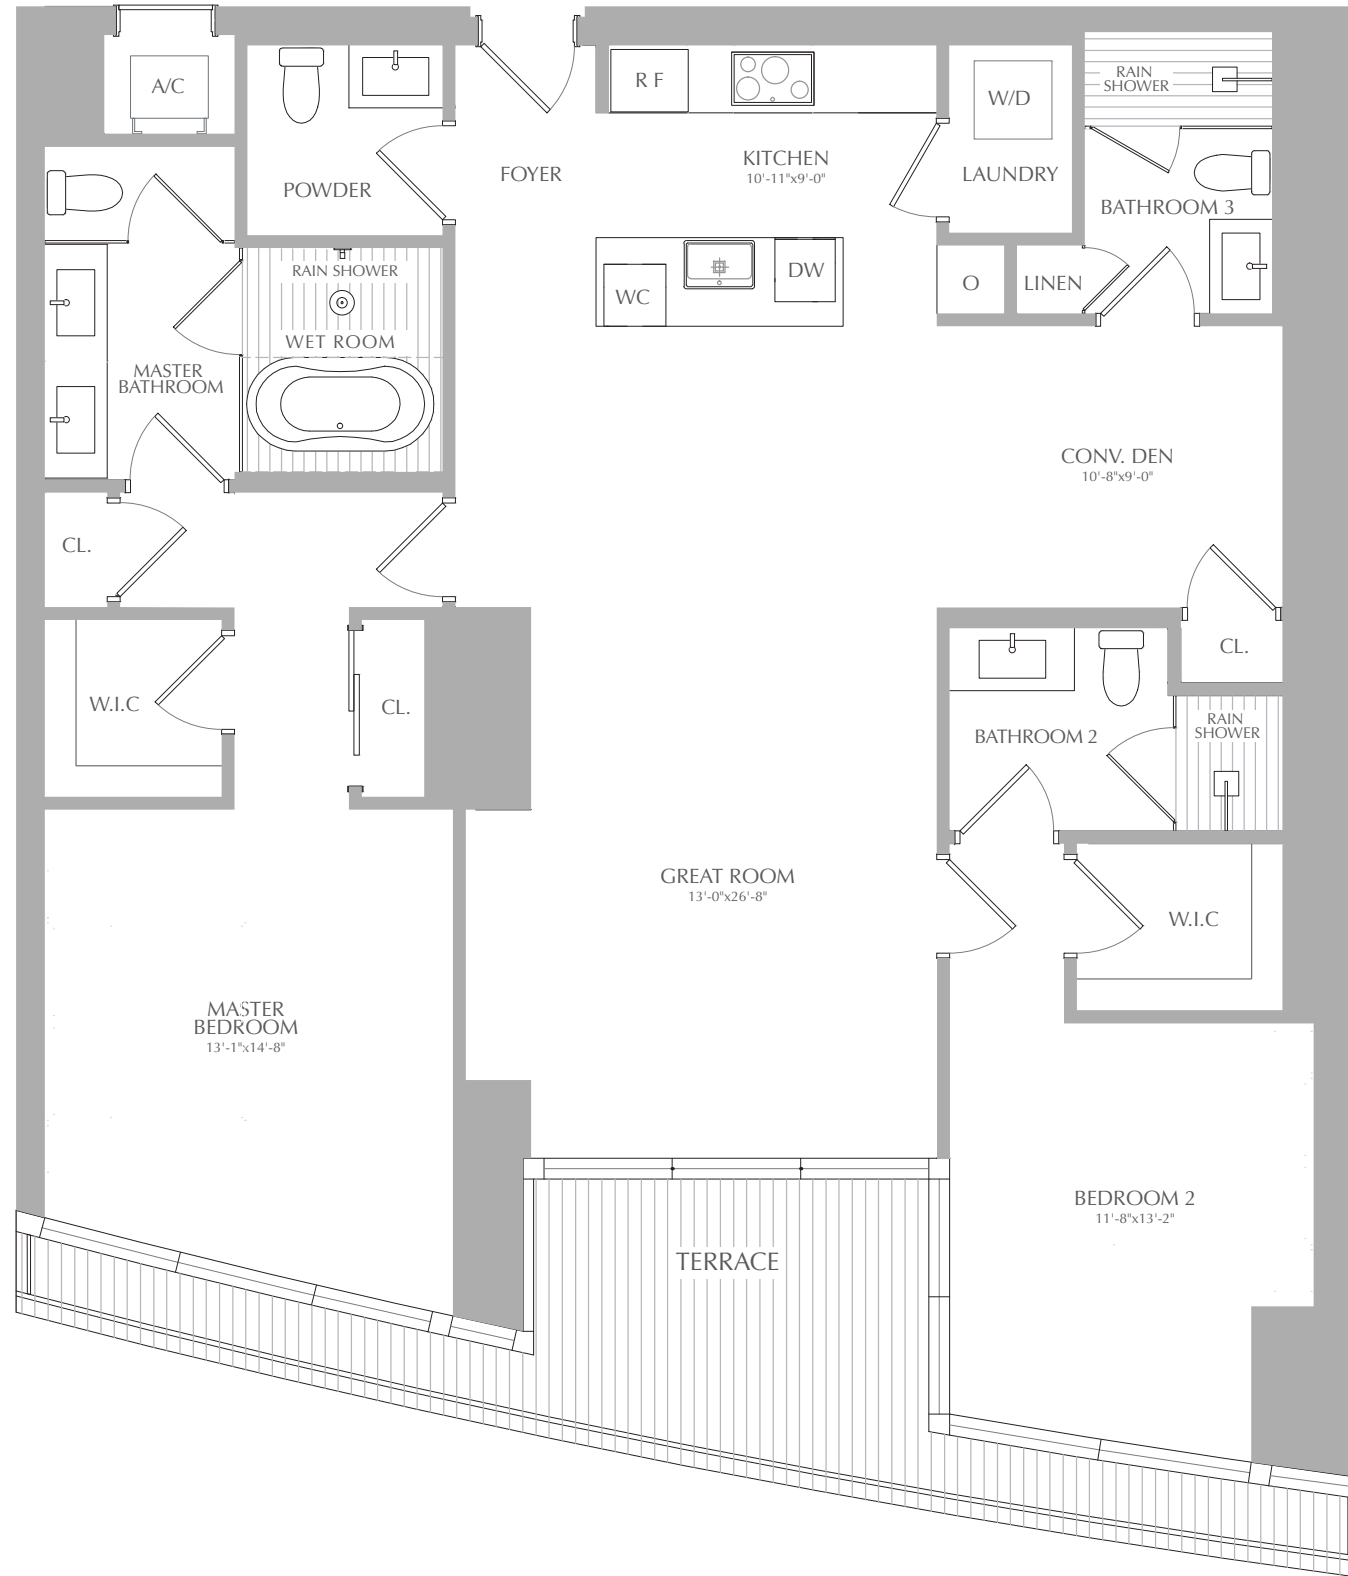 A/C
R F
W/D
RAIN
SHOWER
POWDER
FOYER
KITCHEN
10'-11"x9'-0"
LAUNDRY
BATHROOM 3
RAIN SHOWER
WET ROOM
WC
DW
O
LINEN
MASTER
BATHROOM
CONV. DEN
10'-8"x9'-0"
CL.
CL.
W.I.C
CL.
BATHROOM 2
RAIN
SHOWER
GREAT ROOM
13'-0"x26'-8"
W.I.C
MASTER
BEDROOM
13'-1"x14'-8"
BEDROOM 2
11'-8"x13'-2"
TERRACE